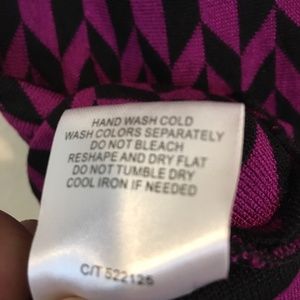 HAND WASH COLD
WASH COLORS SEPARATELY
DO NOT BLEACH
RESHAPE AND DRY FLAT
DO NOT TUMBLE DRY
COOL IRON IF NEEDED
C/T 522126